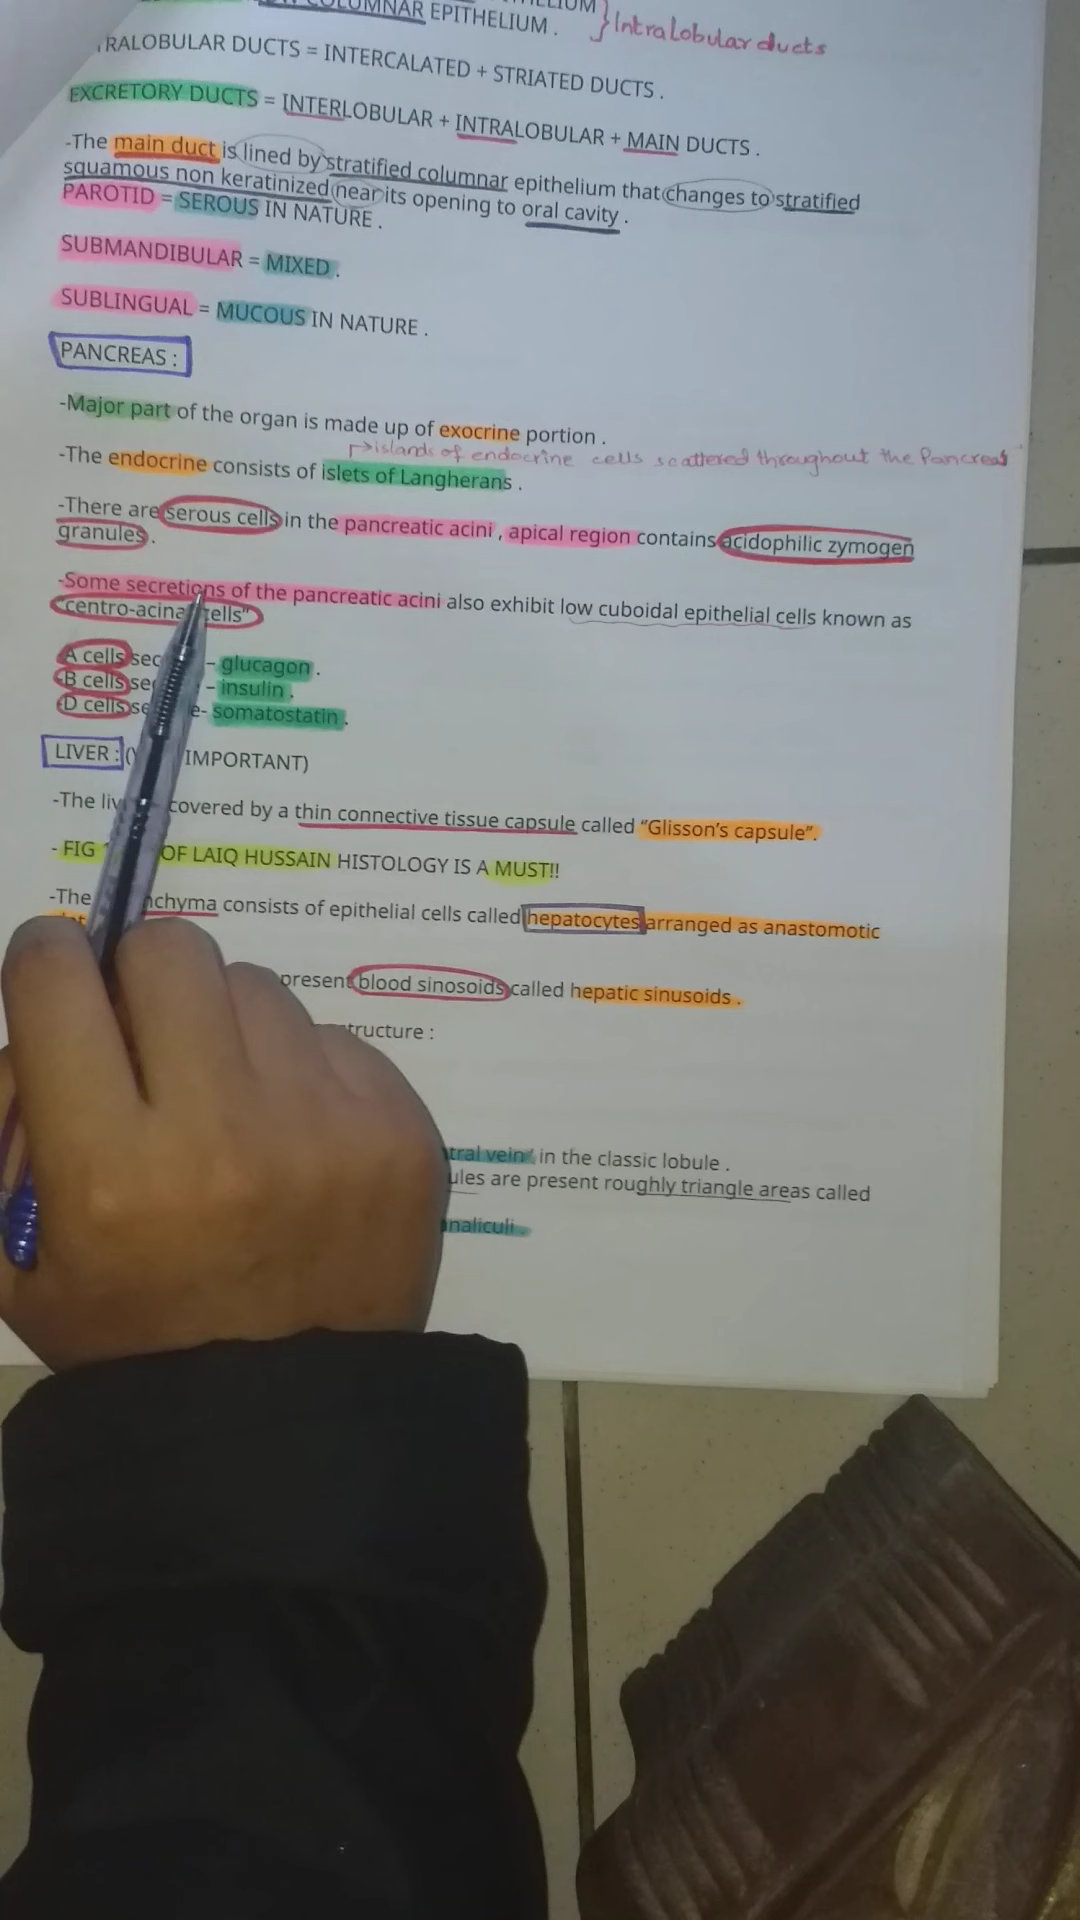 COLUMNAR EPITHELIUM .
Intralobular ducts
RALOBULAR DUCTS = INTERCALATED + STRIATED DUCTS .
EXCRETORY DUCTS = INTERLOBULAR + INTRALOBULAR + MAIN DUCTS .
-The main duct is lined by stratified columnar epithelium that changes to stratified
squamous non keratinized near its opening to oral cavity .
PAROTID = SEROUS IN NATURE .
SUBMANDIBULAR = MIXED .
SUBLINGUAL = MUCOUS IN NATURE .
PANCREAS :
-Major part of the organ is made up of exocrine portion .
islands of endocrine cells scattered throughout the Pancreas
-The endocrine consists of islets of Langherans .
-There are serous cells in the pancreatic acini , apical region contains acidophilic zymogen
granules .
-Some secretions of the pancreatic acini also exhibit low cuboidal epithelial cells known as
"centro-acinar cells"
A cells sec – glucagon .
B cells se – insulin .
D cells se e- somatostatin .
LIVER : ( IMPORTANT)
-The liv covered by a thin connective tissue capsule called “Glisson’s capsule”.
- FIG OF LAIQ HUSSAIN HISTOLOGY IS A MUST!!
-The nchyma consists of epithelial cells called hepatocytes arranged as anastomotic
present blood sinosoids called hepatic sinusoids .
tructure :
tral vein in the classic lobule .
ules are present roughly triangle areas called
naliculi .